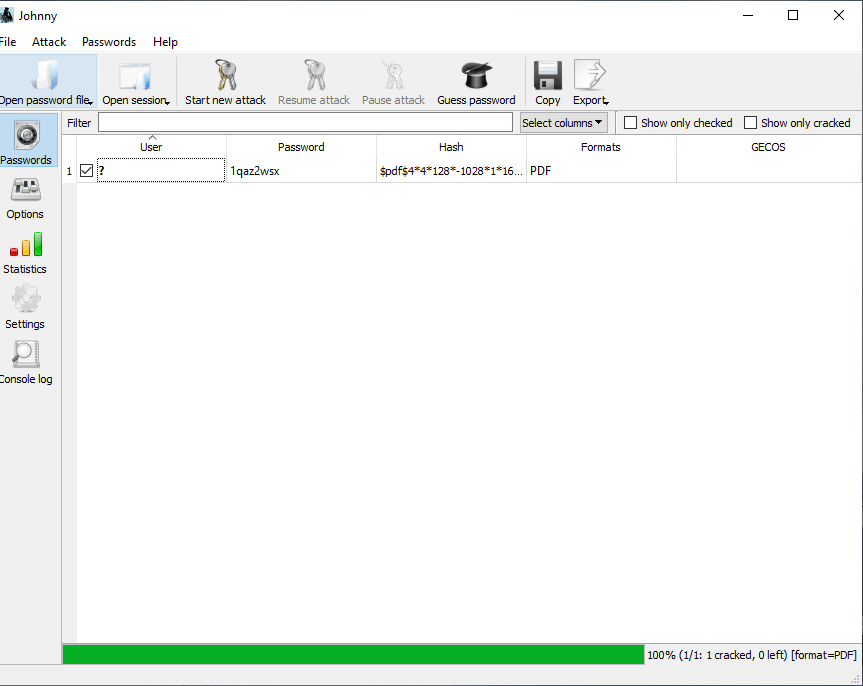 Johnny
File Attack Passwords Help
Open password file Open session Start new attack Resume attack Pause attack Guess password Copy Export
Filter Select columns Show only checked Show only cracked
Passwords
User Password Hash Formats GECOS
1 ? 1qaz2wsx $pdf$4*4*128*-1028*1*16... PDF
Options
Statistics
Settings
Console log
100% (1/1: 1 cracked, 0 left) [format=PDF]